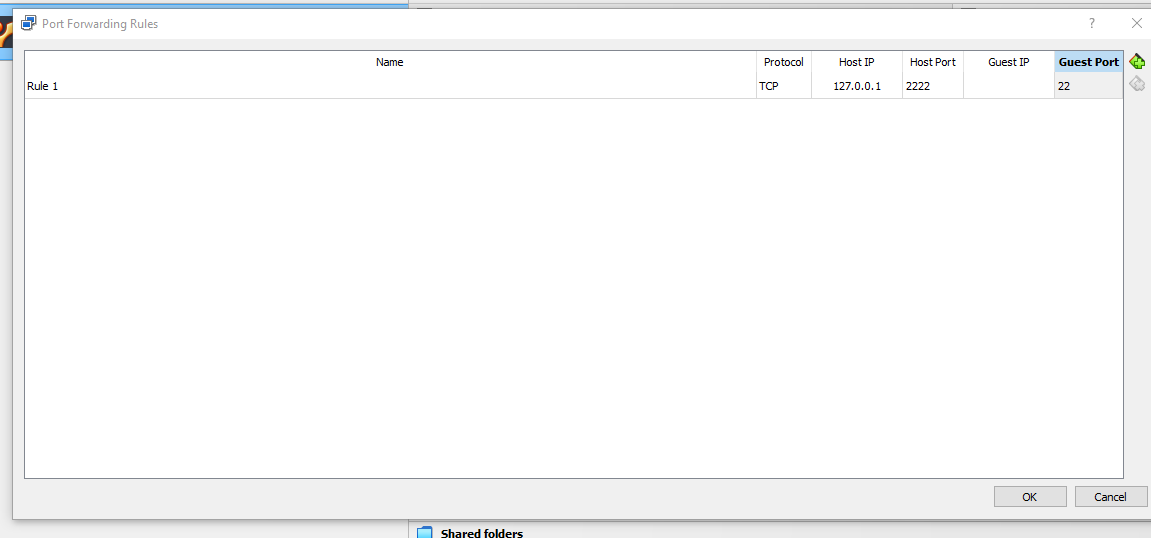 Port Forwarding Rules
?
Name Protocol Host IP Host Port Guest IP Guest Port
Rule 1 TCP 127.0.0.1 2222 22
OK Cancel
Shared folders